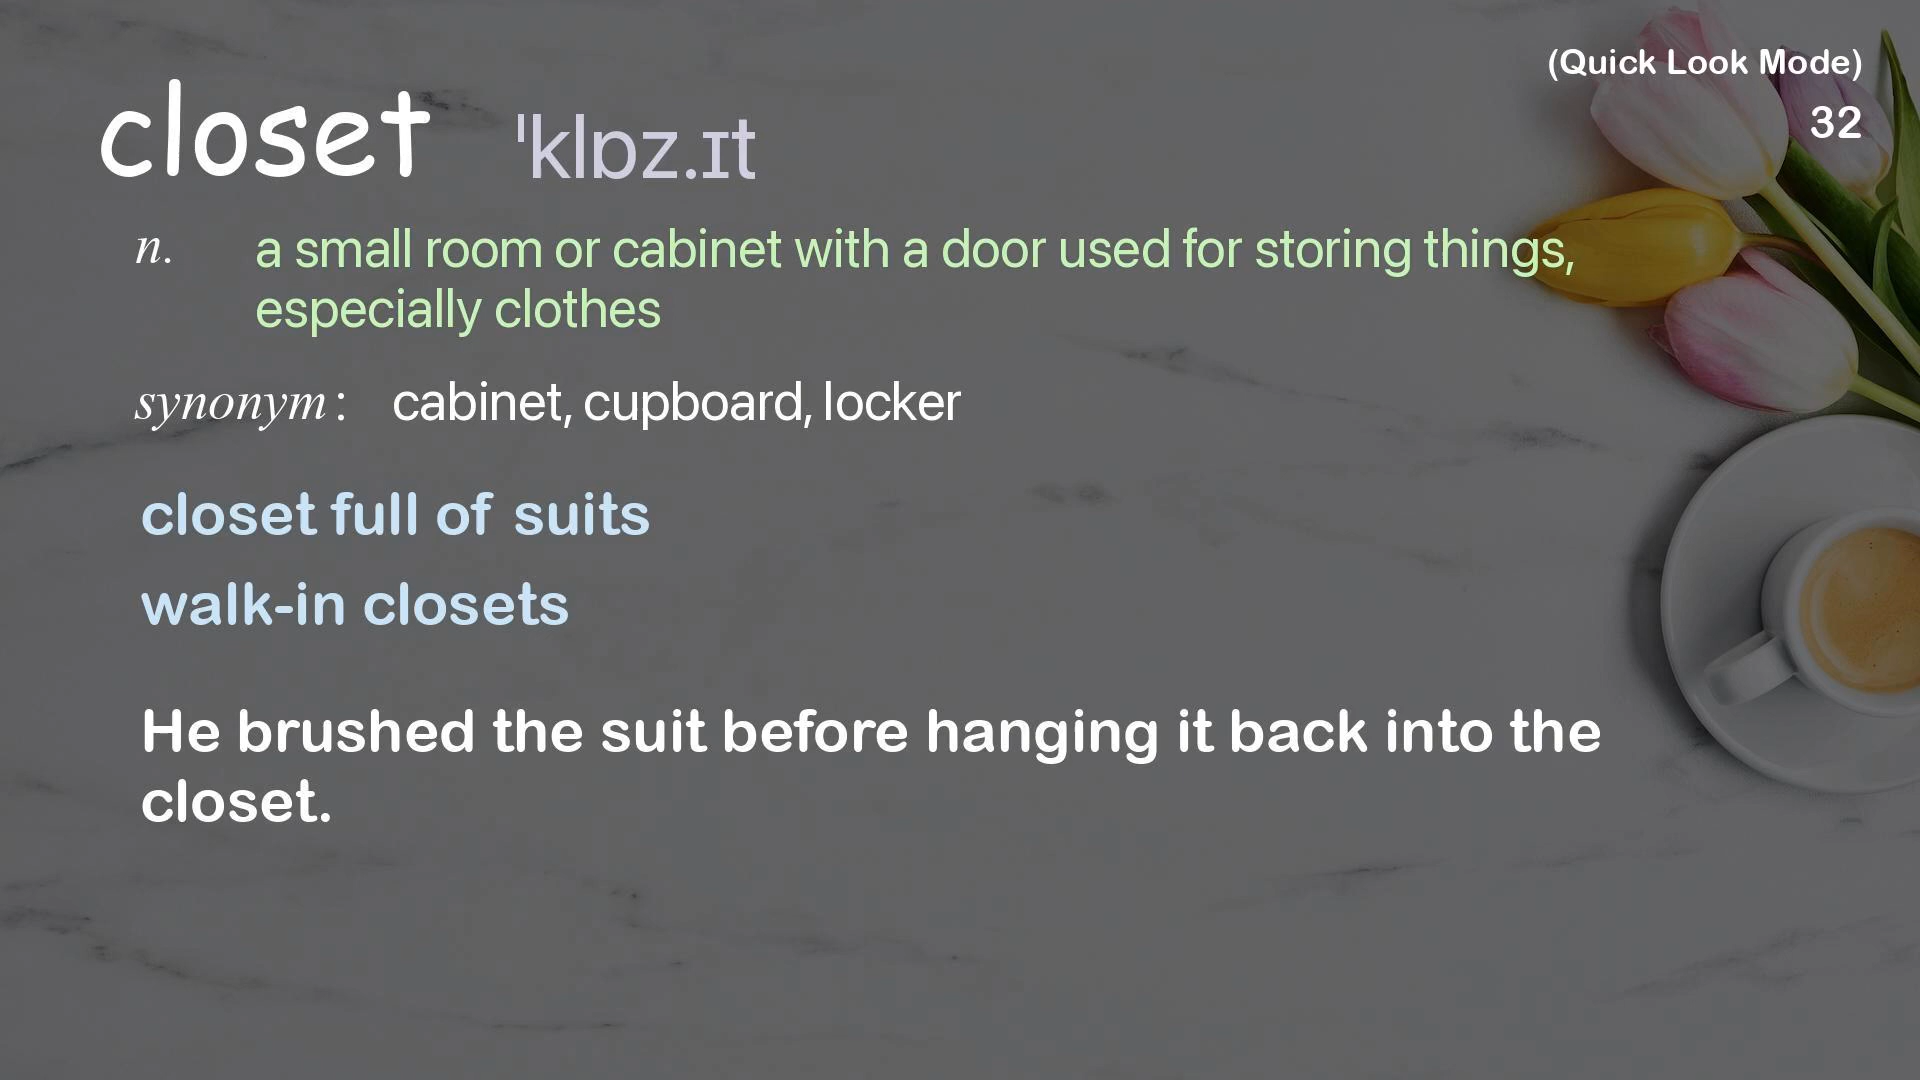 (Quick Look Mode)
32
closet ˈklɒz.ɪt
n. a small room or cabinet with a door used for storing things,
especially clothes
synonym: cabinet, cupboard, locker
closet full of suits
walk-in closets
He brushed the suit before hanging it back into the
closet.